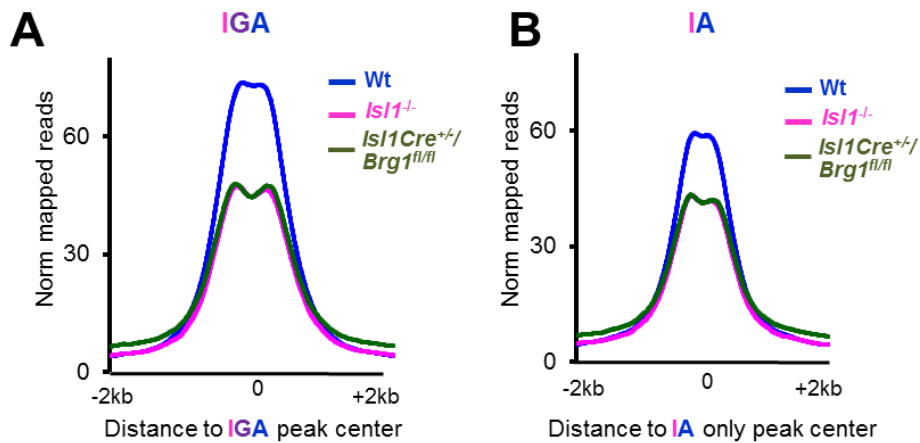 A
IGA
Norm mapped reads
60
30
0
-2kb
0
+2kb
Distance to IGA peak center
Wt
Isl1-/-
Isl1Cre+/-/
Brg1fl/fl
B
IA
Norm mapped reads
60
30
0
-2kb
0
+2kb
Distance to IA only peak center
Wt
Isl1-/-
Isl1Cre+/-/
Brg1fl/fl